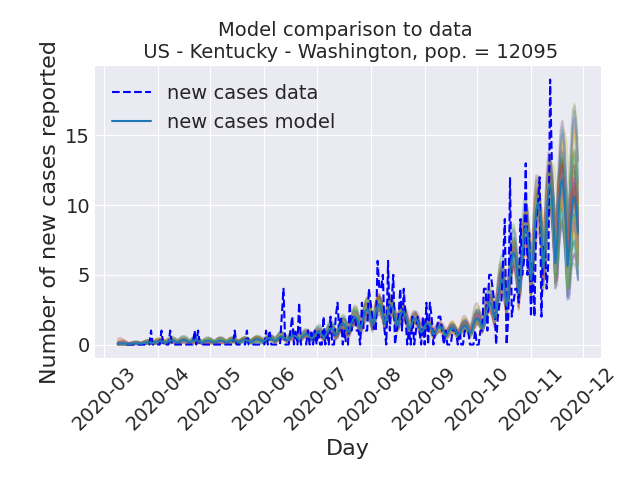 Model comparison to data
US - Kentucky - Washington, pop. = 12095
new cases data
new cases model
Number of new cases reported
15
10
5
0
2020-03
2020-04
2020-05
2020-06
2020-07
2020-08
2020-09
2020-10
2020-11
2020-12
Day